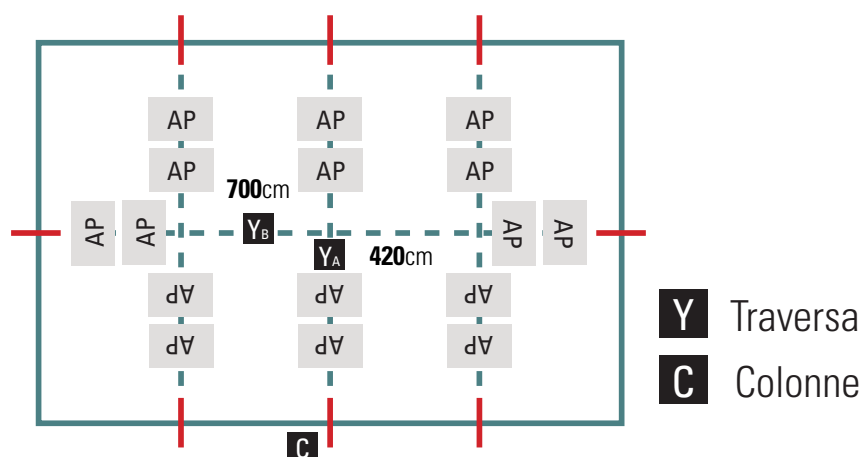 AP AP AP
AP AP AP
700cm
AP AP AP AP
YB
YA 420cm
AP AP AP
AP AP AP
Y Traversa
C Colonne
C